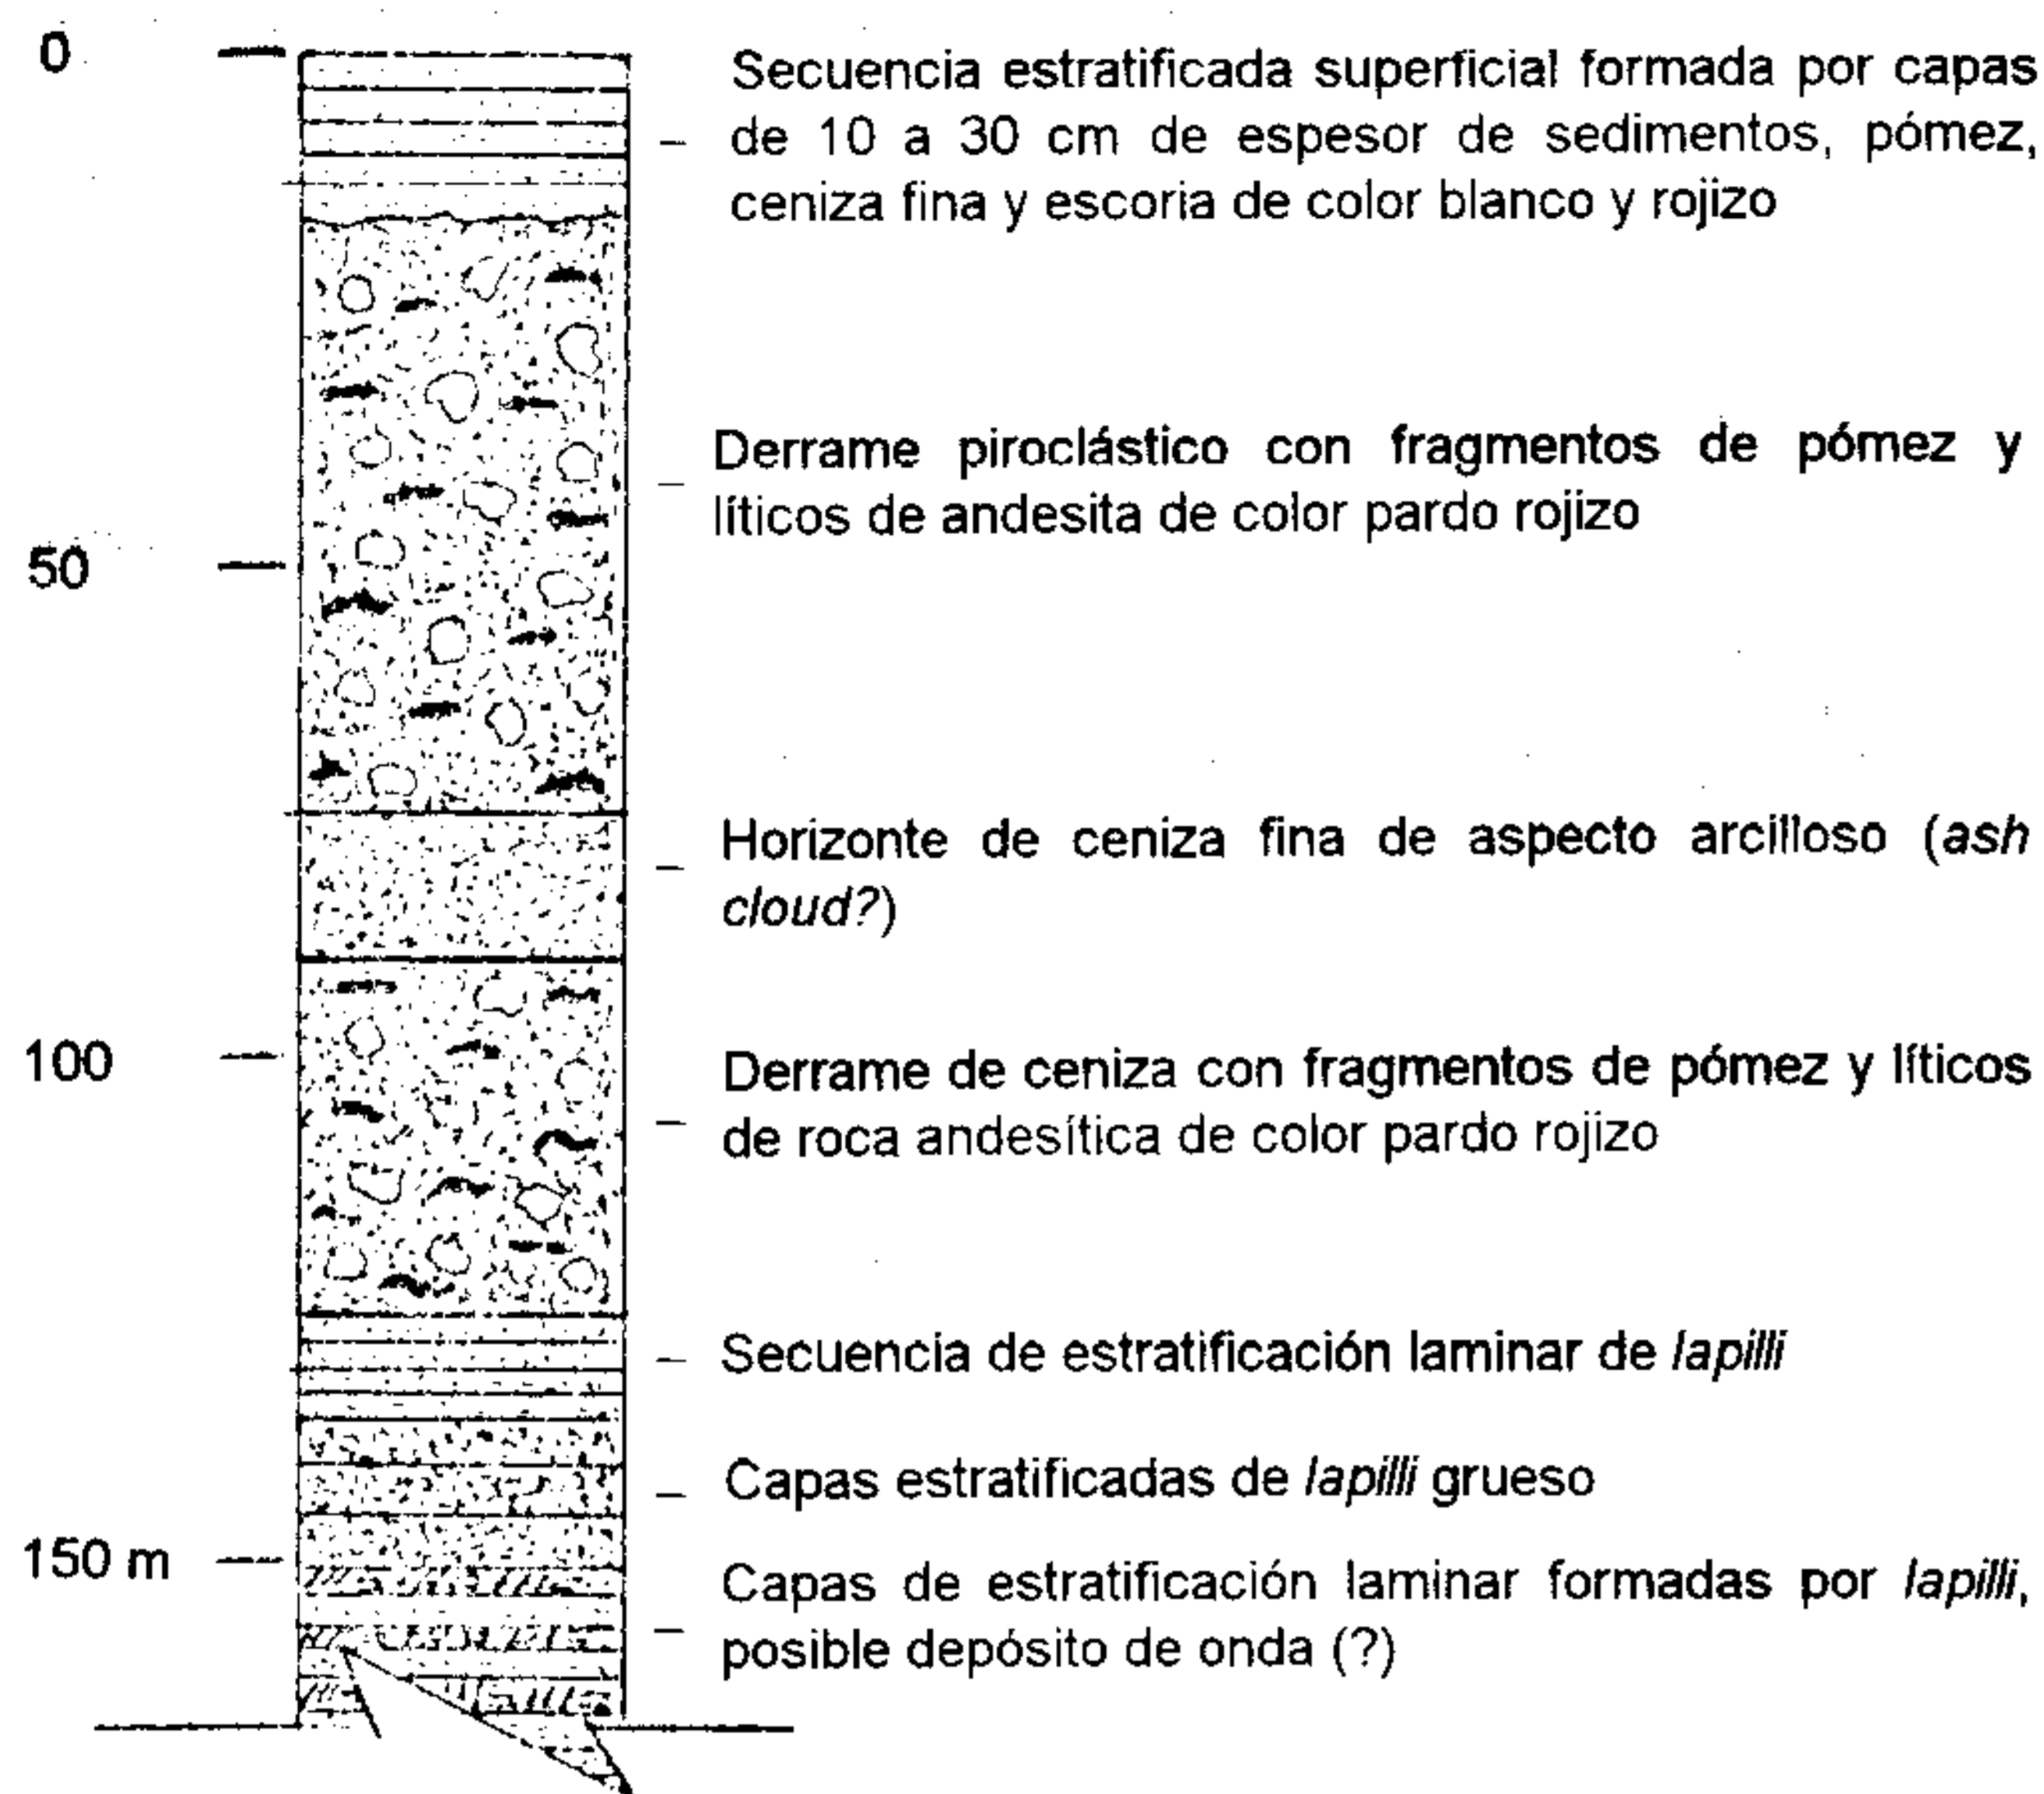 0
Secuencia estratificada superficial formada por capas
de 10 a 30 cm de espesor de sedimentos, pómez,
ceniza fina y escoria de color blanco y rojizo
Derrame piroclástico con fragmentos de pómez y
líticos de andesita de color pardo rojizo
50
Horizonte de ceniza fina de aspecto arcilloso (ash
cloud?)
100
Derrame de ceniza con fragmentos de pómez y líticos
de roca andesítica de color pardo rojizo
Secuencia de estratificación laminar de lapilli
Capas estratificadas de lapilli grueso
150 m
Capas de estratificación laminar formadas por lapilli,
posible depósito de onda (?)